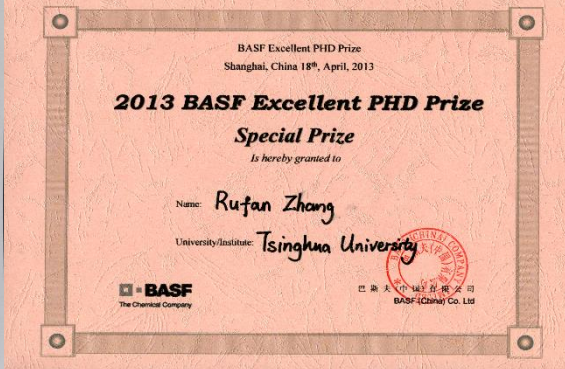 BASF Excellent PHD Prize
Shanghai, China 18th, April, 2013
2013 BASF Excellent PHD Prize
Special Prize
Is hereby granted to
Name: Rufan Zhang
University/Institute: Tsinghua University
BASF
The Chemical Company
巴斯夫(中国)有限公司
BASF (China) Co. Ltd